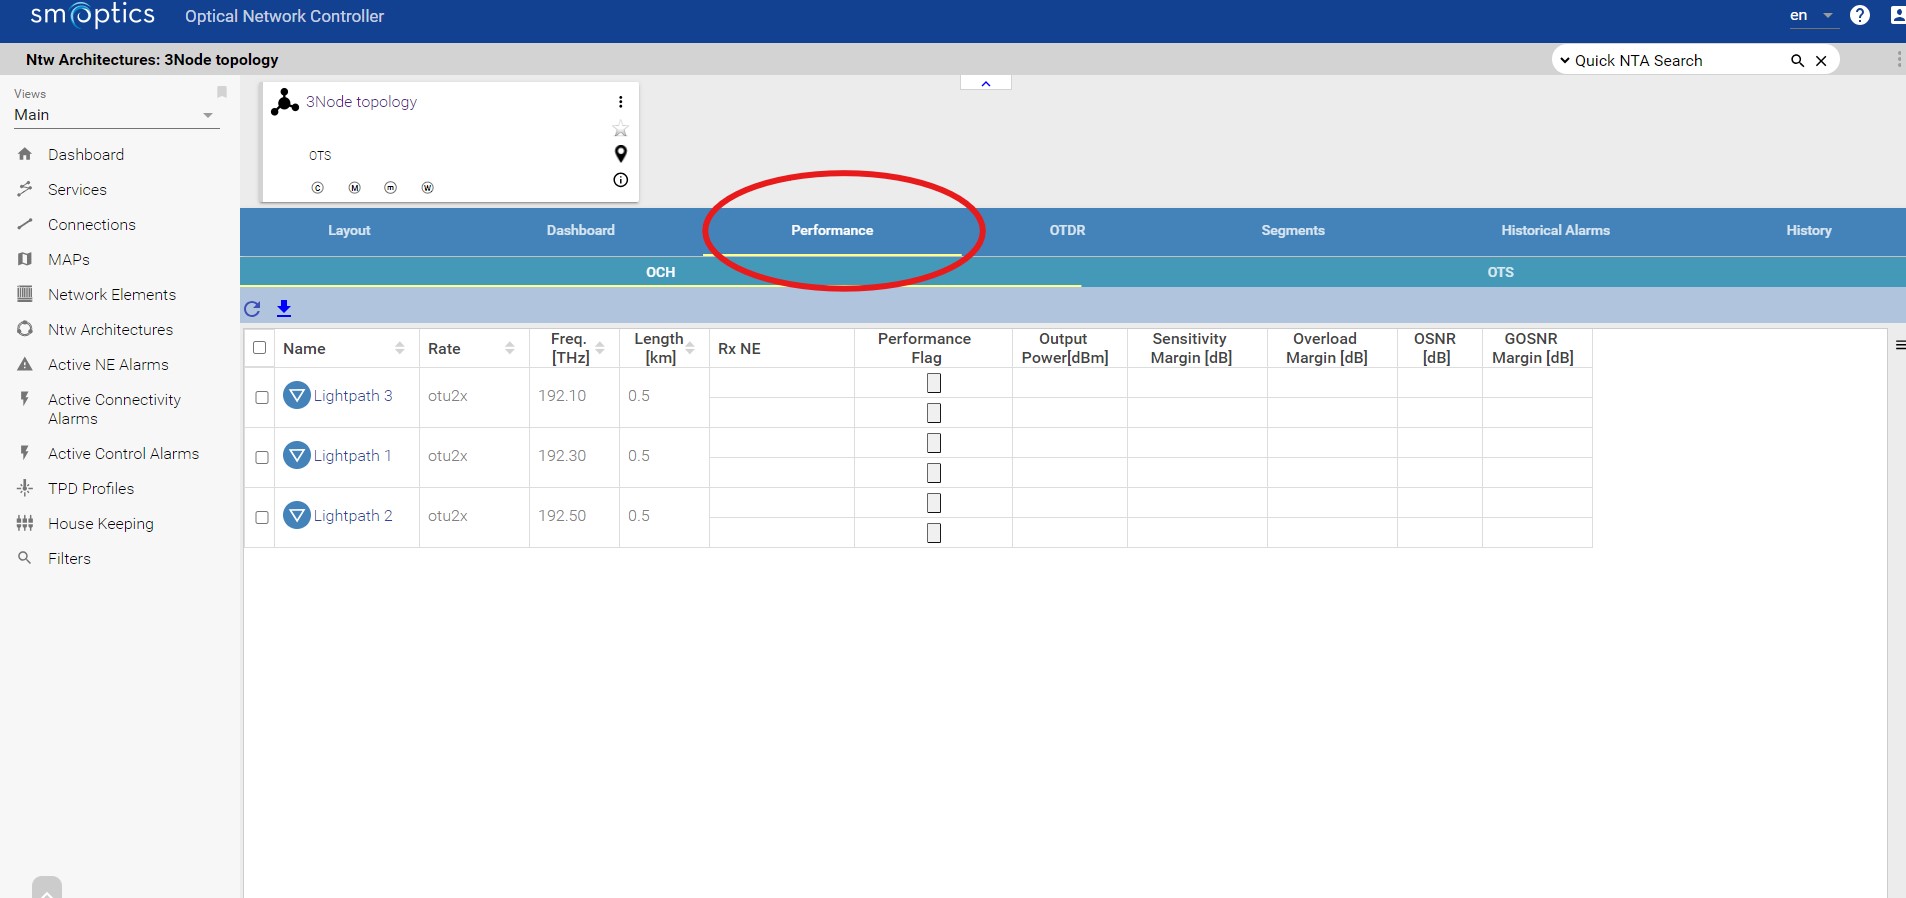 smoptics Optical Network Controller en ?
Ntw Architectures: 3Node topology
Quick NTA Search
Views
Main
Dashboard
Services
Connections
MAPs
Network Elements
Ntw Architectures
Active NE Alarms
Active Connectivity
Alarms
Active Control Alarms
TPD Profiles
House Keeping
Filters
3Node topology
OTS
C M m W
Layout Dashboard Performance OTDR Segments Historical Alarms History
OCH OTS
Name Rate Freq. [THz] Length [km] Rx NE Performance Flag Output Power[dBm] Sensitivity Margin [dB] Overload Margin [dB] OSNR [dB] GOSNR Margin [dB]
Lightpath 3 otu2x 192.10 0.5
Lightpath 1 otu2x 192.30 0.5
Lightpath 2 otu2x 192.50 0.5